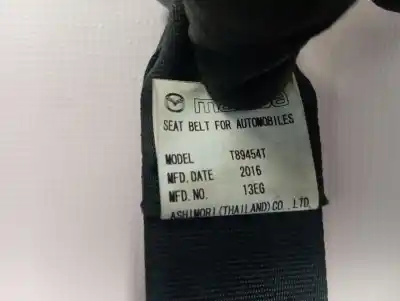 mazda
SEAT BELT FOR AUTOMOBILES
MODEL T89454T
MFD. DATE 2016
MFD. NO. 13EG
ASHIMORI (THAILAND) CO., LTD.